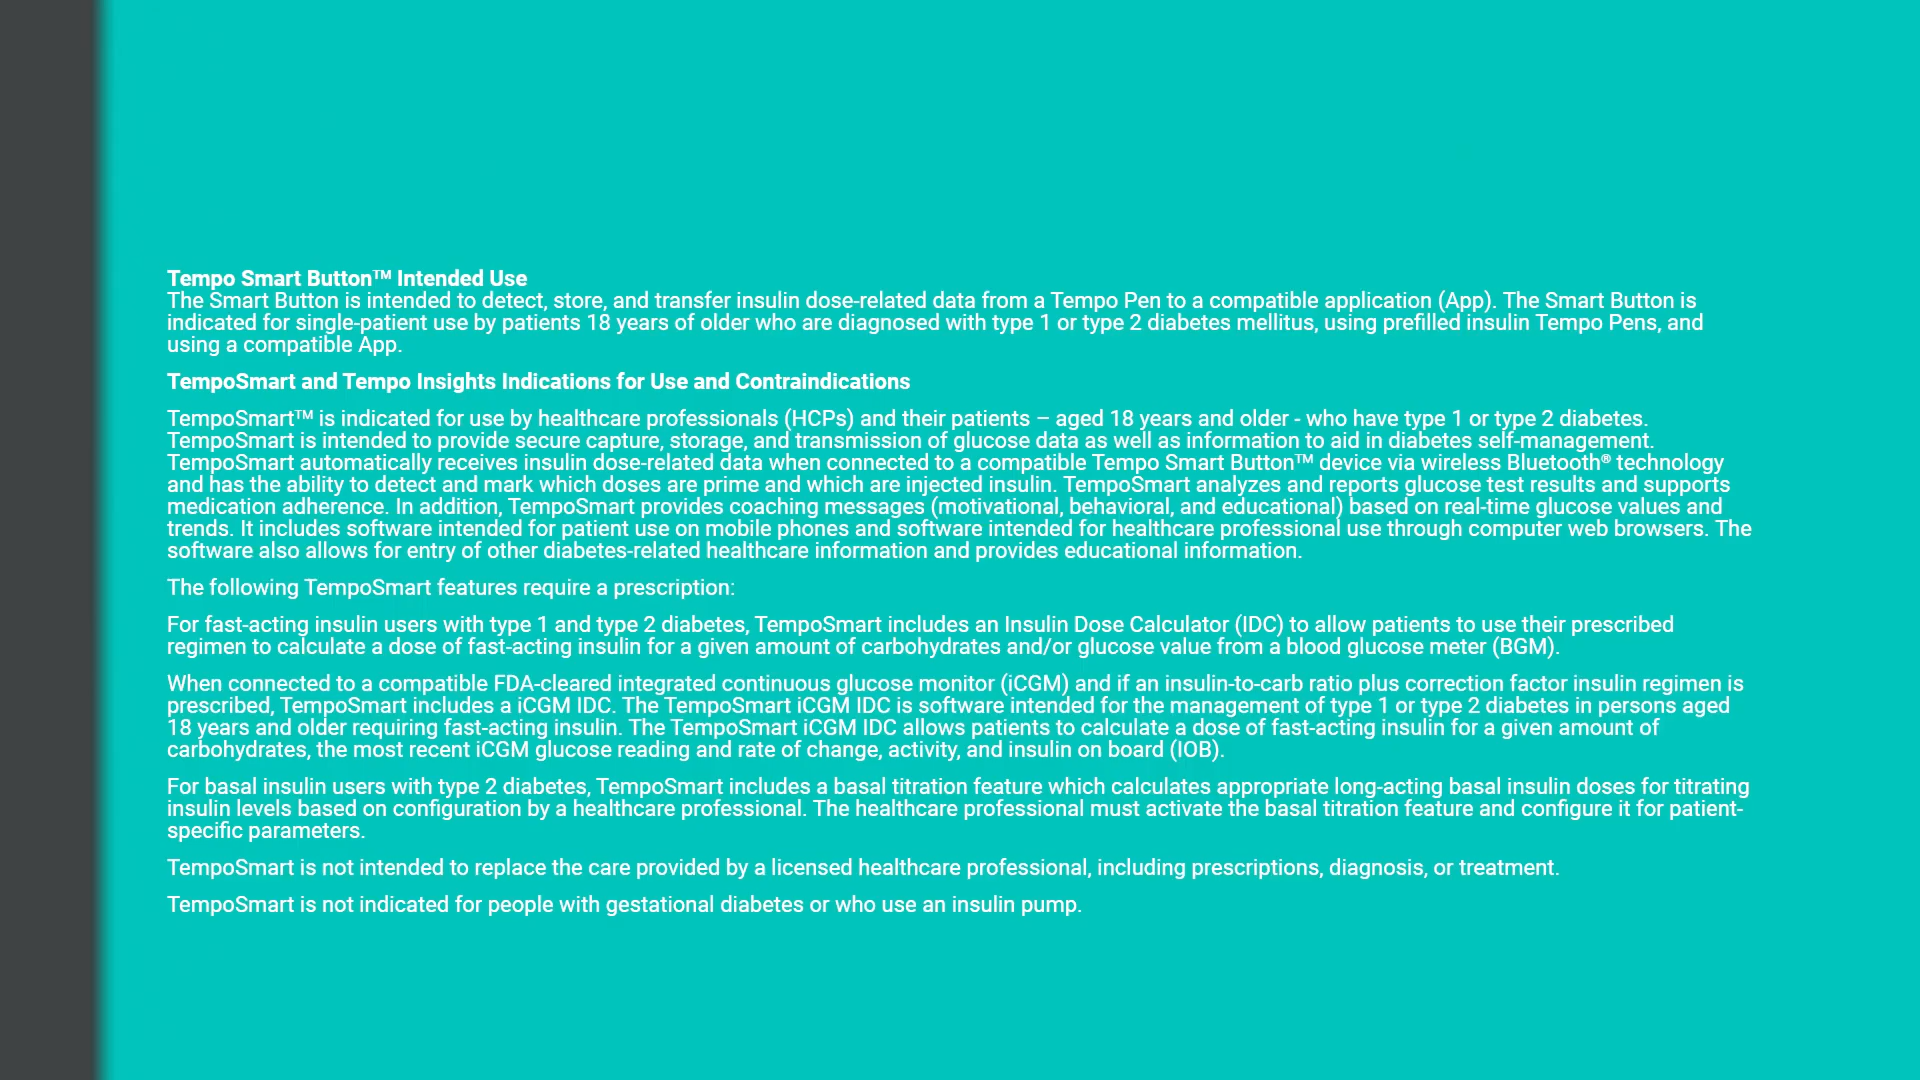 Tempo Smart Button™ Intended Use
The Smart Button is intended to detect, store, and transfer insulin dose-related data from a Tempo Pen to a compatible application (App). The Smart Button is
indicated for single-patient use by patients 18 years of older who are diagnosed with type 1 or type 2 diabetes mellitus, using prefilled insulin Tempo Pens, and
using a compatible App.
TempoSmart and Tempo Insights Indications for Use and Contraindications
TempoSmart™ is indicated for use by healthcare professionals (HCPs) and their patients – aged 18 years and older - who have type 1 or type 2 diabetes.
TempoSmart is intended to provide secure capture, storage, and transmission of glucose data as well as information to aid in diabetes self-management.
TempoSmart automatically receives insulin dose-related data when connected to a compatible Tempo Smart Button™ device via wireless Bluetooth® technology
and has the ability to detect and mark which doses are prime and which are injected insulin. TempoSmart analyzes and reports glucose test results and supports
medication adherence. In addition, TempoSmart provides coaching messages (motivational, behavioral, and educational) based on real-time glucose values and
trends. It includes software intended for patient use on mobile phones and software intended for healthcare professional use through computer web browsers. The
software also allows for entry of other diabetes-related healthcare information and provides educational information.
The following TempoSmart features require a prescription:
For fast-acting insulin users with type 1 and type 2 diabetes, TempoSmart includes an Insulin Dose Calculator (IDC) to allow patients to use their prescribed
regimen to calculate a dose of fast-acting insulin for a given amount of carbohydrates and/or glucose value from a blood glucose meter (BGM).
When connected to a compatible FDA-cleared integrated continuous glucose monitor (iCGM) and if an insulin-to-carb ratio plus correction factor insulin regimen is
prescribed, TempoSmart includes a iCGM IDC. The TempoSmart iCGM IDC is software intended for the management of type 1 or type 2 diabetes in persons aged
18 years and older requiring fast-acting insulin. The TempoSmart iCGM IDC allows patients to calculate a dose of fast-acting insulin for a given amount of
carbohydrates, the most recent iCGM glucose reading and rate of change, activity, and insulin on board (IOB).
For basal insulin users with type 2 diabetes, TempoSmart includes a basal titration feature which calculates appropriate long-acting basal insulin doses for titrating
insulin levels based on configuration by a healthcare professional. The healthcare professional must activate the basal titration feature and configure it for patient-
specific parameters.
TempoSmart is not intended to replace the care provided by a licensed healthcare professional, including prescriptions, diagnosis, or treatment.
TempoSmart is not indicated for people with gestational diabetes or who use an insulin pump.